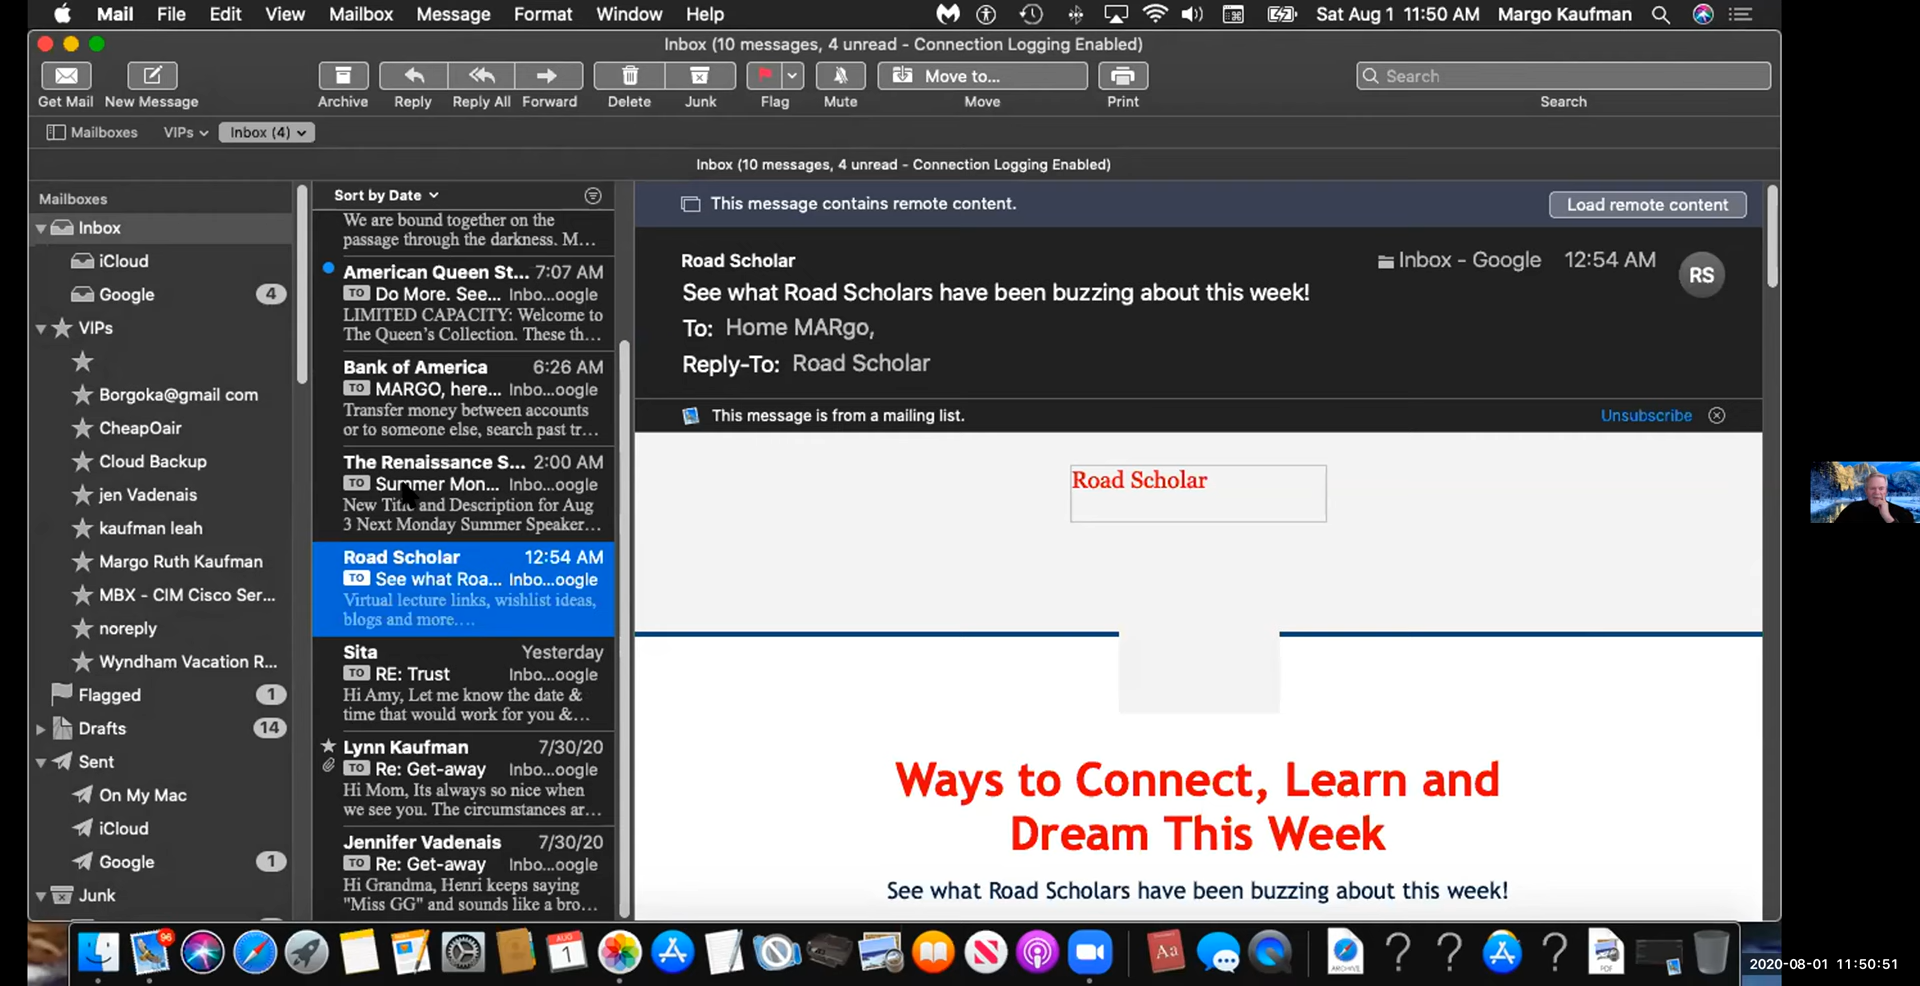 Mail File Edit View Mailbox Message Format Window Help Sat Aug 1 11:50 AM Margo Kaufman
Inbox (10 messages, 4 unread - Connection Logging Enabled)
Move to... Search
Get Mail New Message Archive Reply Reply All Forward Delete Junk Flag Mute Move Print Search
Mailboxes VIPs Inbox (4)
Inbox (10 messages, 4 unread - Connection Logging Enabled)
Mailboxes
Inbox
iCloud
Google 4
VIPs
Borgoka@gmail com
CheapOair
Cloud Backup
jen Vadenais
kaufman leah
Margo Ruth Kaufman
MBX - CIM Cisco Ser...
noreply
Wyndham Vacation R...
Flagged 1
Drafts 14
Sent
On My Mac
iCloud
Google 1
Junk
Sort by Date
We are bound together on the
passage through the darkness. M...
American Queen St... 7:07 AM
TO Do More. See... Inbo...oogle
LIMITED CAPACITY: Welcome to
The Queen's Collection. These th...
Bank of America 6:26 AM
TO MARGO, here... Inbo...oogle
Transfer money between accounts
or to someone else, search past tr...
The Renaissance S... 2:00 AM
TO Summer Mon... Inbo...oogle
New Title and Description for Aug
3 Next Monday Summer Speaker...
Road Scholar 12:54 AM
TO See what Roa... Inbo...oogle
Virtual lecture links, wishlist ideas,
blogs and more....
Sita Yesterday
TO RE: Trust Inbo...oogle
Hi Amy, Let me know the date &
time that would work for you &...
Lynn Kaufman 7/30/20
TO Re: Get-away Inbo...oogle
Hi Mom, Its always so nice when
we see you. The circumstances ar...
Jennifer Vadenais 7/30/20
TO Re: Get-away Inbo...oogle
Hi Grandma, Henri keeps saying
"Miss GG" and sounds like a bro...
This message contains remote content. Load remote content
Road Scholar Inbox - Google 12:54 AM
RS
See what Road Scholars have been buzzing about this week!
To: Home MARgo,
Reply-To: Road Scholar
This message is from a mailing list. Unsubscribe
Road Scholar
Ways to Connect, Learn and
Dream This Week
See what Road Scholars have been buzzing about this week!
96
AUG
1
Aa
ARCHIVE
PDF
2020-08-01 11:50:51